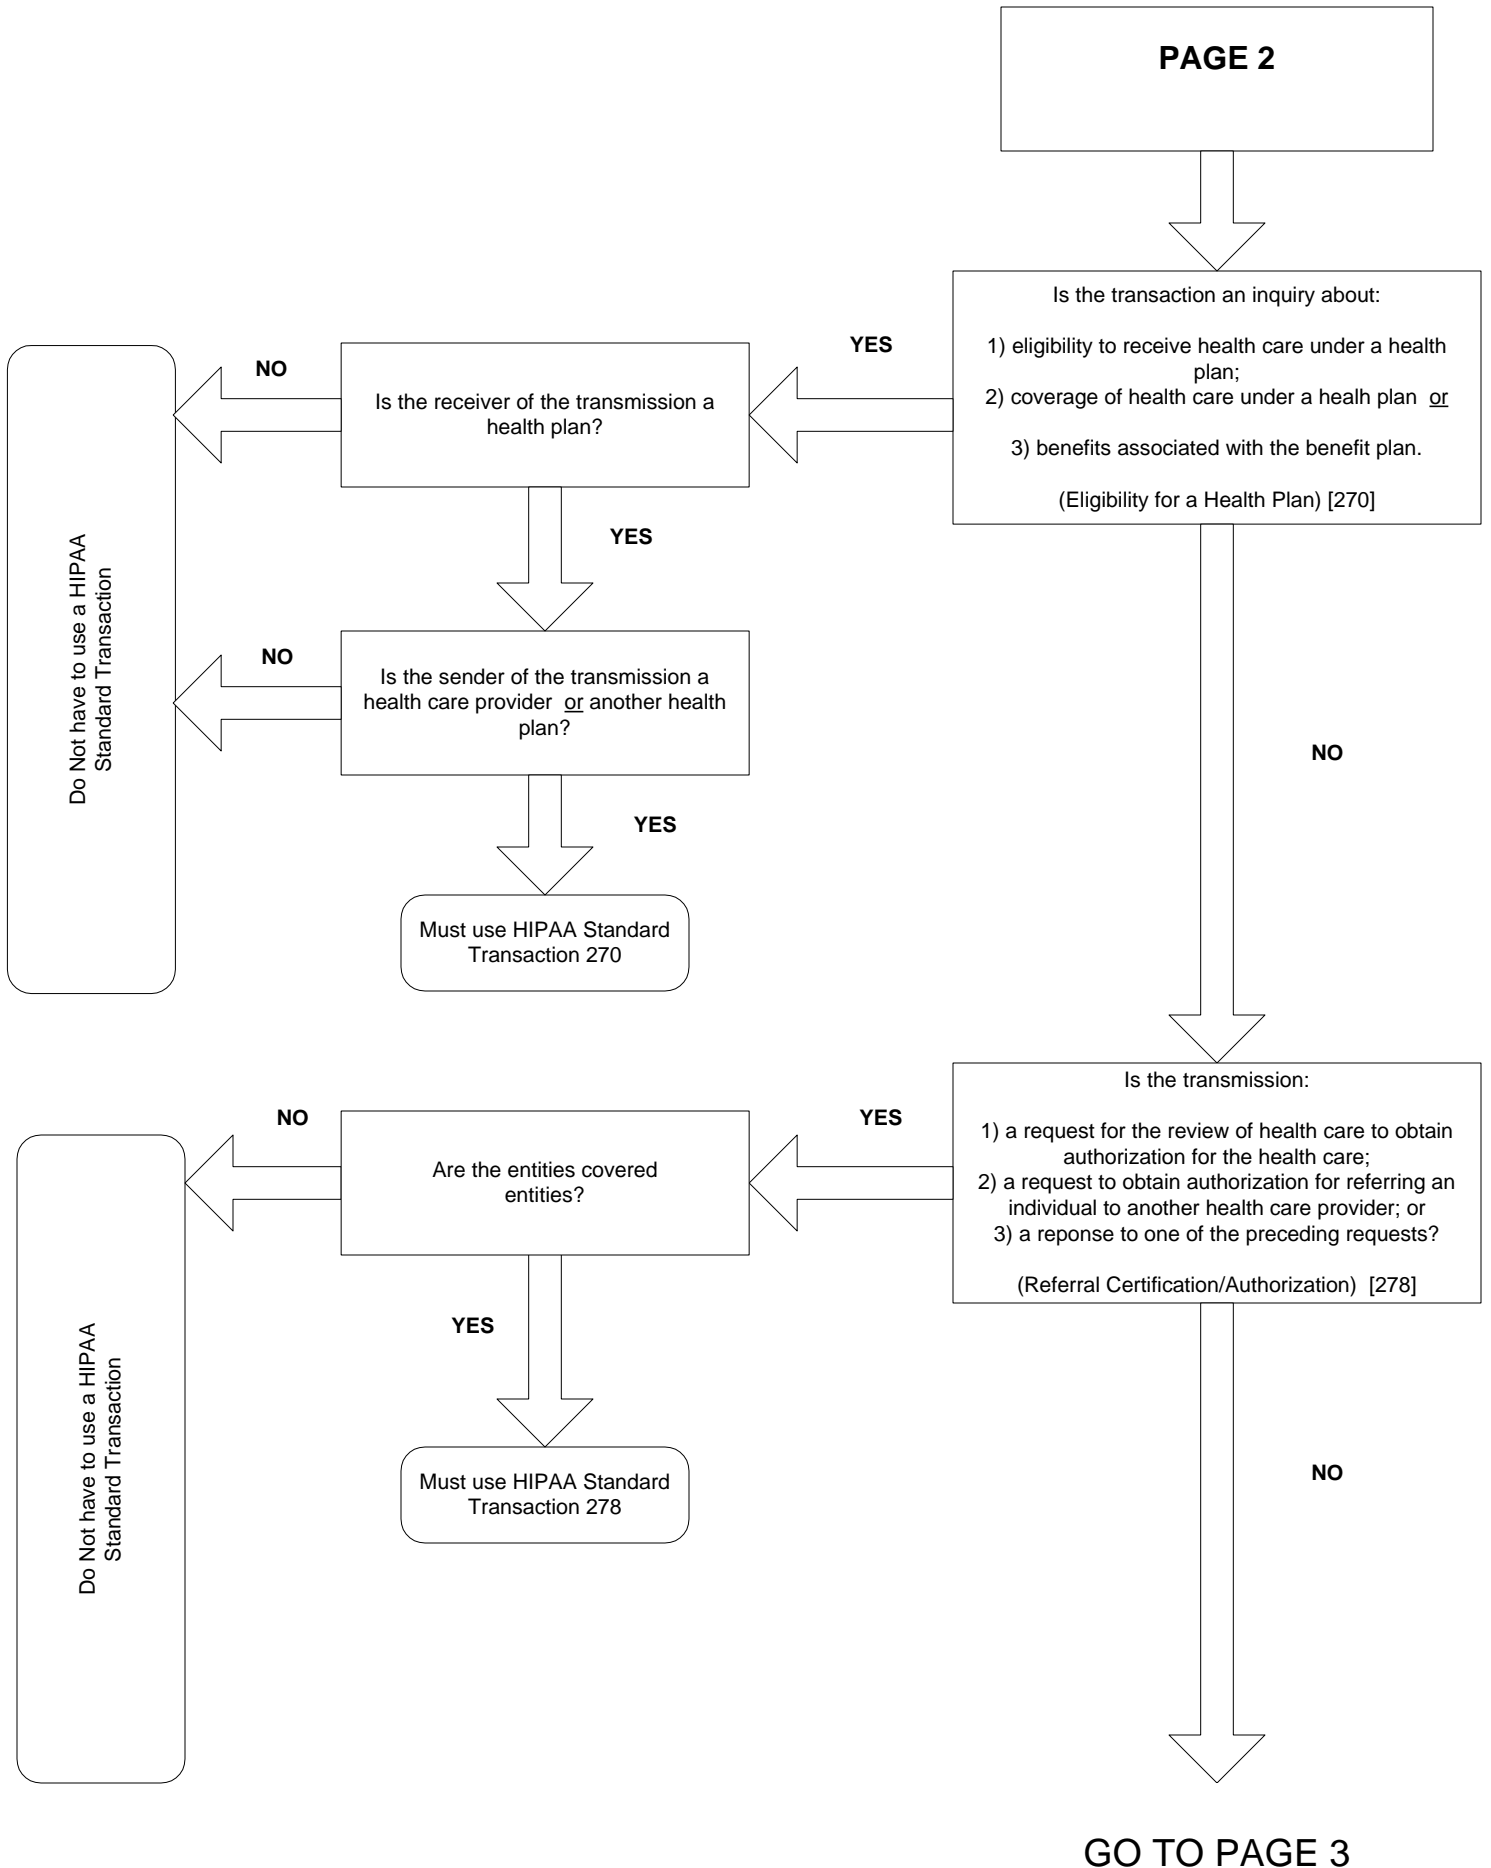 PAGE 2
Is the transaction an inquiry about:
1) eligibility to receive health care under a health
plan;
2) coverage of health care under a healh plan or
3) benefits associated with the benefit plan.
(Eligibility for a Health Plan) [270]
YES
Is the receiver of the transmission a
health plan?
NO
Do Not have to use a HIPAA
Standard Transaction
YES
Is the sender of the transmission a
health care provider or another health
plan?
NO
YES
Must use HIPAA Standard
Transaction 270
NO
Is the transmission:
1) a request for the review of health care to obtain
authorization for the health care;
2) a request to obtain authorization for referring an
individual to another health care provider; or
3) a reponse to one of the preceding requests?
(Referral Certification/Authorization) [278]
YES
Are the entities covered
entities?
NO
Do Not have to use a HIPAA
Standard Transaction
YES
Must use HIPAA Standard
Transaction 278
NO
GO TO PAGE 3